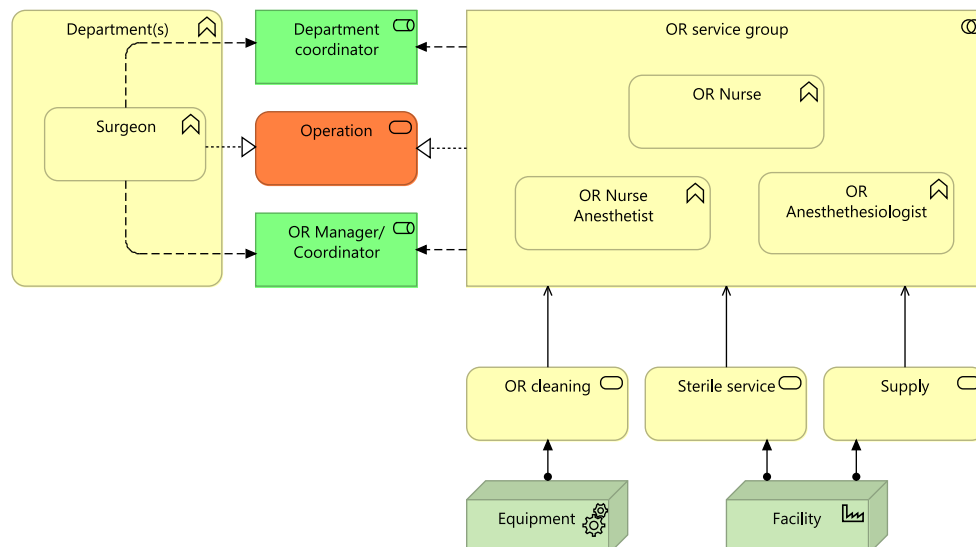 Department(s)
Surgeon
Department
coordinator
Operation
OR Manager/
Coordinator
OR service group
OR Nurse
OR Nurse
Anesthetist
OR
Anesthethesiologist
OR cleaning
Sterile service
Supply
Equipment
Facility